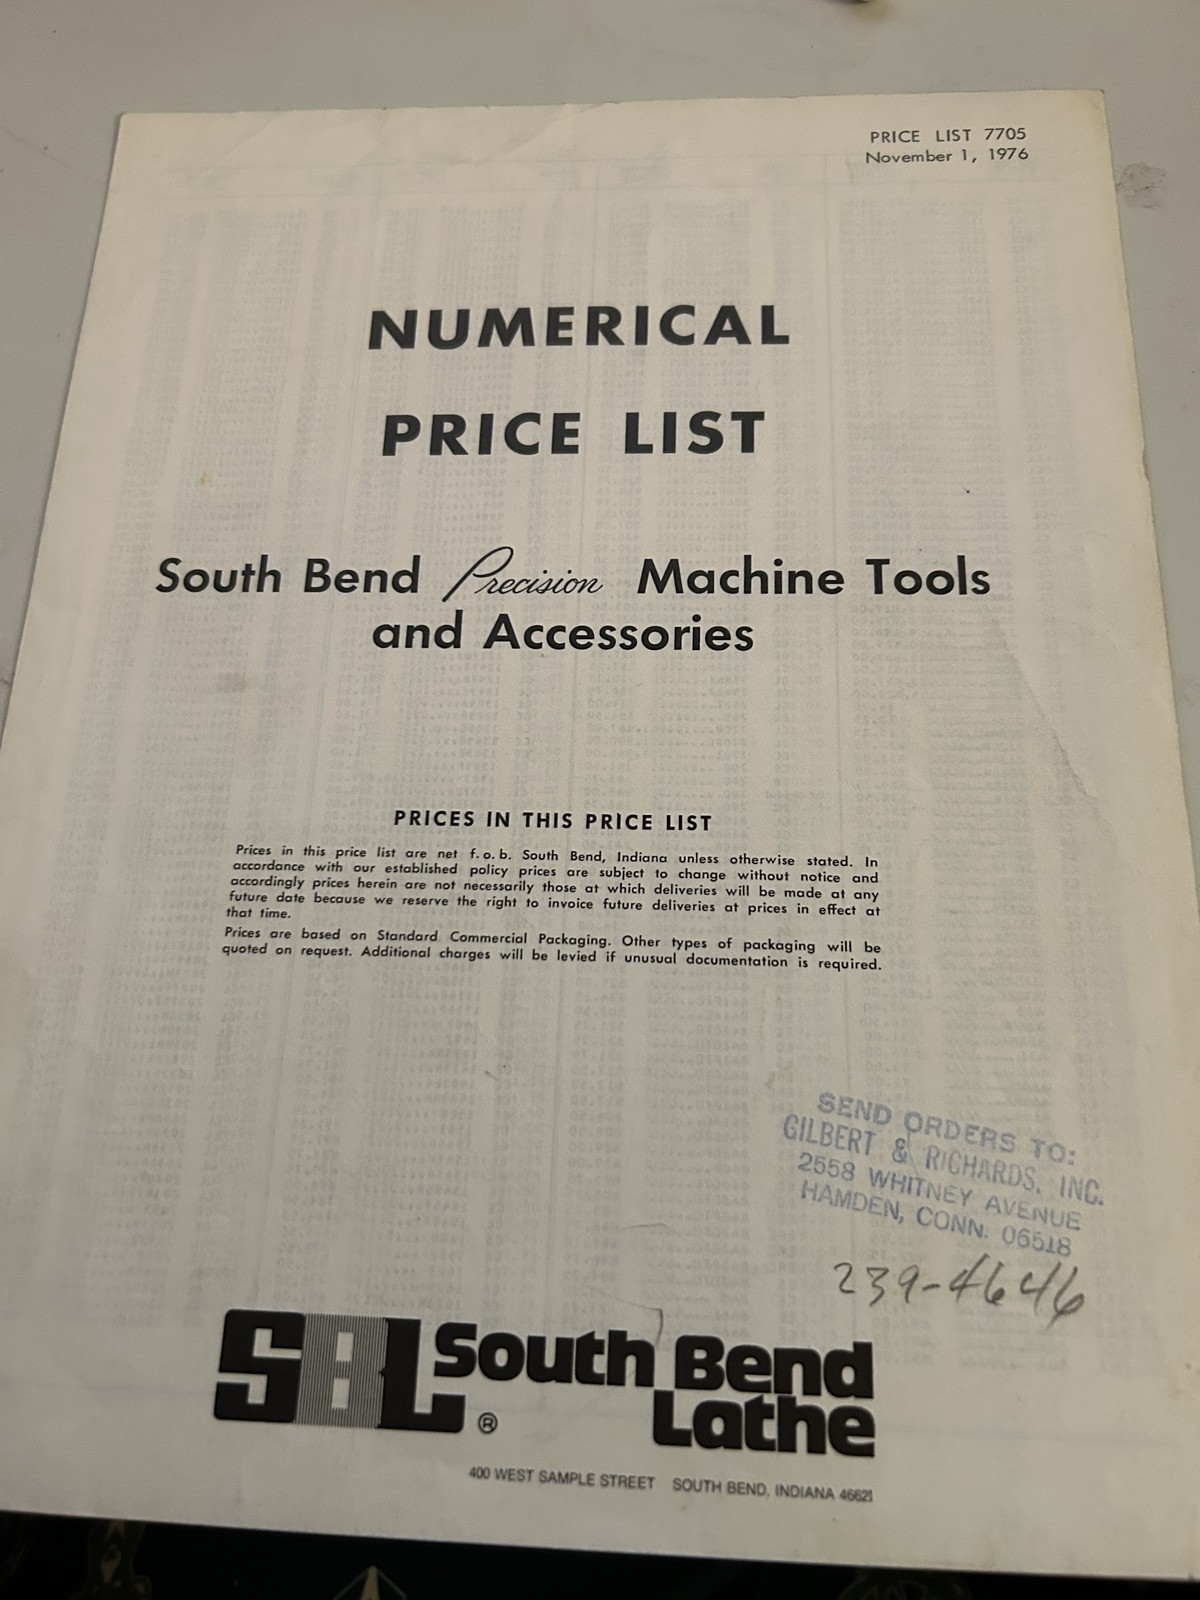 PRICE LIST 7705
November 1, 1976
NUMERICAL
PRICE LIST
South Bend Precision Machine Tools
and Accessories
PRICES IN THIS PRICE LIST
Prices in this price list are net f.o.b. South Bend, Indiana unless otherwise stated. In
accordance with our established policy prices are subject to change without notice and
accordingly prices herein are not necessarily those at which deliveries will be made at any
future date because we reserve the right to invoice future deliveries at prices in effect at
that time.
Prices are based on Standard Commercial Packaging. Other types of packaging will be
quoted on request. Additional charges will be levied if unusual documentation is required.
SEND ORDERS TO:
GILBERT & RICHARDS, INC.
2558 WHITNEY AVENUE
HAMDEN, CONN. 06518
239-4646
SBL South Bend
® Lathe
400 WEST SAMPLE STREET SOUTH BEND, INDIANA 46621